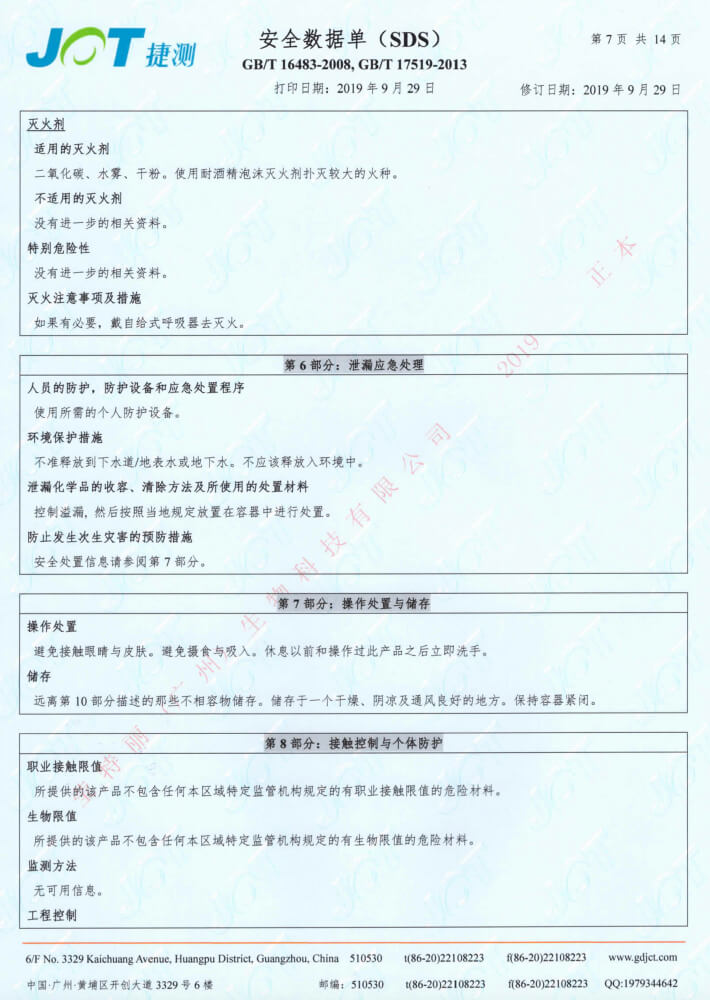 JCT 捷测
安全数据单（SDS）
第 7 页 共 14 页
GB/T 16483-2008, GB/T 17519-2013
打印日期：2019 年 9 月 29 日
修订日期：2019 年 9 月 29 日
灭火剂
适用的灭火剂
二氧化碳、水雾、干粉。使用耐酒精泡沫灭火剂扑灭较大的火种。
不适用的灭火剂
没有进一步的相关资料。
特别危险性
没有进一步的相关资料。
灭火注意事项及措施
如果有必要，戴自给式呼吸器去灭火。
第 6 部分：泄漏应急处理
人员的防护，防护设备和应急处置程序
使用所需的个人防护设备。
环境保护措施
不准释放到下水道/地表水或地下水。不应该释放入环境中。
泄漏化学品的收容、清除方法及所使用的处置材料
控制溢漏, 然后按照当地规定放置在容器中进行处置。
防止发生次生灾害的预防措施
安全处置信息请参阅第 7 部分。
第 7 部分：操作处置与储存
操作处置
避免接触眼睛与皮肤。避免摄食与吸入。休息以前和操作过此产品之后立即洗手。
储存
远离第 10 部分描述的那些不相容物储存。储存于一个干燥、阴凉及通风良好的地方。保持容器紧闭。
第 8 部分：接触控制与个体防护
职业接触限值
所提供的该产品不包含任何本区域特定监管机构规定的有职业接触限值的危险材料。
生物限值
所提供的该产品不包含任何本区域特定监管机构规定的有生物限值的危险材料。
监测方法
无可用信息。
工程控制
特丽（广州）生物科技有限公司 2019 正本
6/F No. 3329 Kaichuang Avenue, Huangpu District, Guangzhou, China 510530 t(86-20)22108223 f(86-20)22108223 www.gdjct.com
中国·广州·黄埔区开创大道 3329 号 6 楼 邮编：510530 t(86-20)22108223 f(86-20)22108223 QQ:1979344642